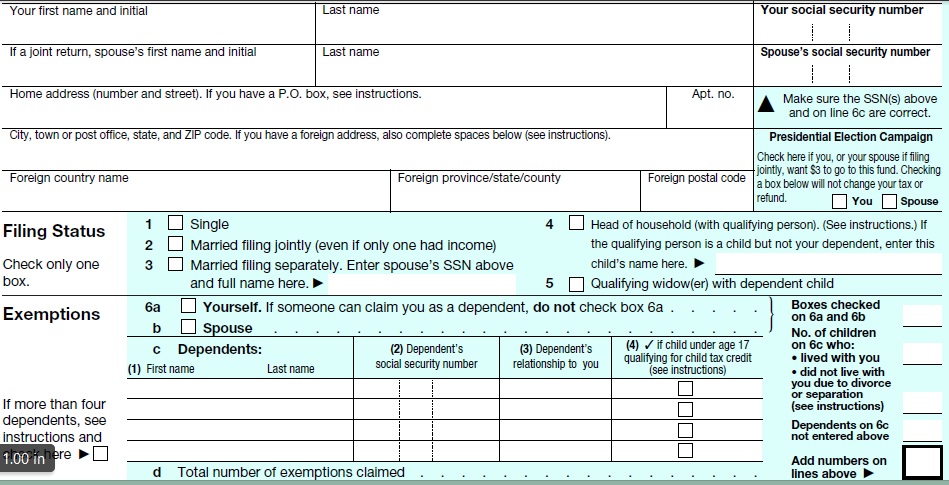 Your first name and initial
Last name
Your social security number
If a joint return, spouse's first name and initial
Last name
Spouse's social security number
Home address (number and street). If you have a P.O. box, see instructions.
Apt. no.
▲ Make sure the SSN(s) above
and on line 6c are correct.
City, town or post office, state, and ZIP code. If you have a foreign address, also complete spaces below (see instructions).
Presidential Election Campaign
Check here if you, or your spouse if filing
jointly, want $3 to go to this fund. Checking
a box below will not change your tax or
refund.
You
Spouse
Foreign country name
Foreign province/state/county
Foreign postal code
Filing Status
Check only one
box.
1 Single
2 Married filing jointly (even if only one had income)
3 Married filing separately. Enter spouse's SSN above
and full name here. ▶
4 Head of household (with qualifying person). (See instructions.) If
the qualifying person is a child but not your dependent, enter this
child's name here. ▶
5 Qualifying widow(er) with dependent child
Exemptions
6a Yourself. If someone can claim you as a dependent, do not check box 6a . . . . .
b Spouse . . . . . . . . . . . . . . . . . . . . . . . .
c Dependents:
(1) First name Last name
(2) Dependent's
social security number
(3) Dependent's
relationship to you
(4) ✓ if child under age 17
qualifying for child tax credit
(see instructions)
If more than four
dependents, see
instructions and
here ▶
1.00 in
d Total number of exemptions claimed . . . . . . . . . . . . . . . . .
Boxes checked
on 6a and 6b
No. of children
on 6c who:
• lived with you
• did not live with
you due to divorce
or separation
(see instructions)
Dependents on 6c
not entered above
Add numbers on
lines above ▶